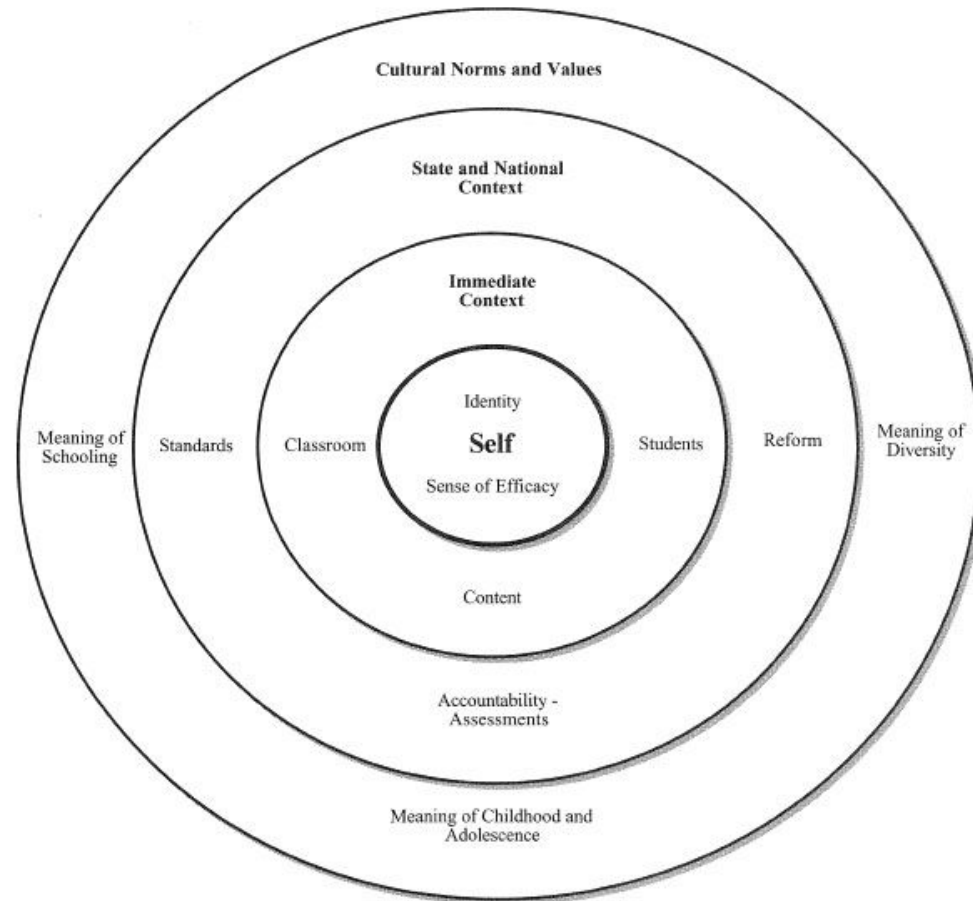 Cultural Norms and Values
State and National
Context
Immediate
Context
Identity
Meaning of
Schooling
Standards
Classroom
Self
Students
Reform
Meaning of
Diversity
Sense of Efficacy
Content
Accountability -
Assessments
Meaning of Childhood and
Adolescence